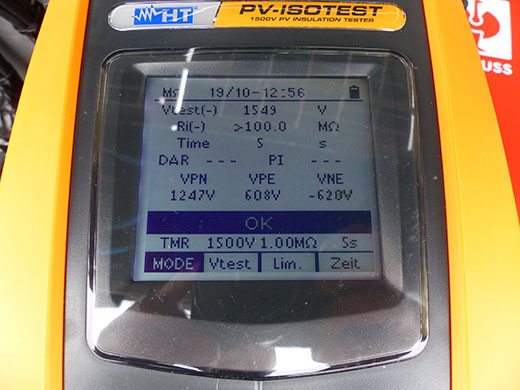 HT
PV-ISOTEST
1500V PV INSULATION TESTER
USS
MΩ 19/10-12:56
Vtest(-) 1549 V
Ri(-) >100.0 MΩ
Time 5 s
DAR --- PI ---
VPN VPE VNE
1247V 608V -620V
OK
TMR 1500V 1.00MΩ 5s
MODE Vtest Lim. Zeit